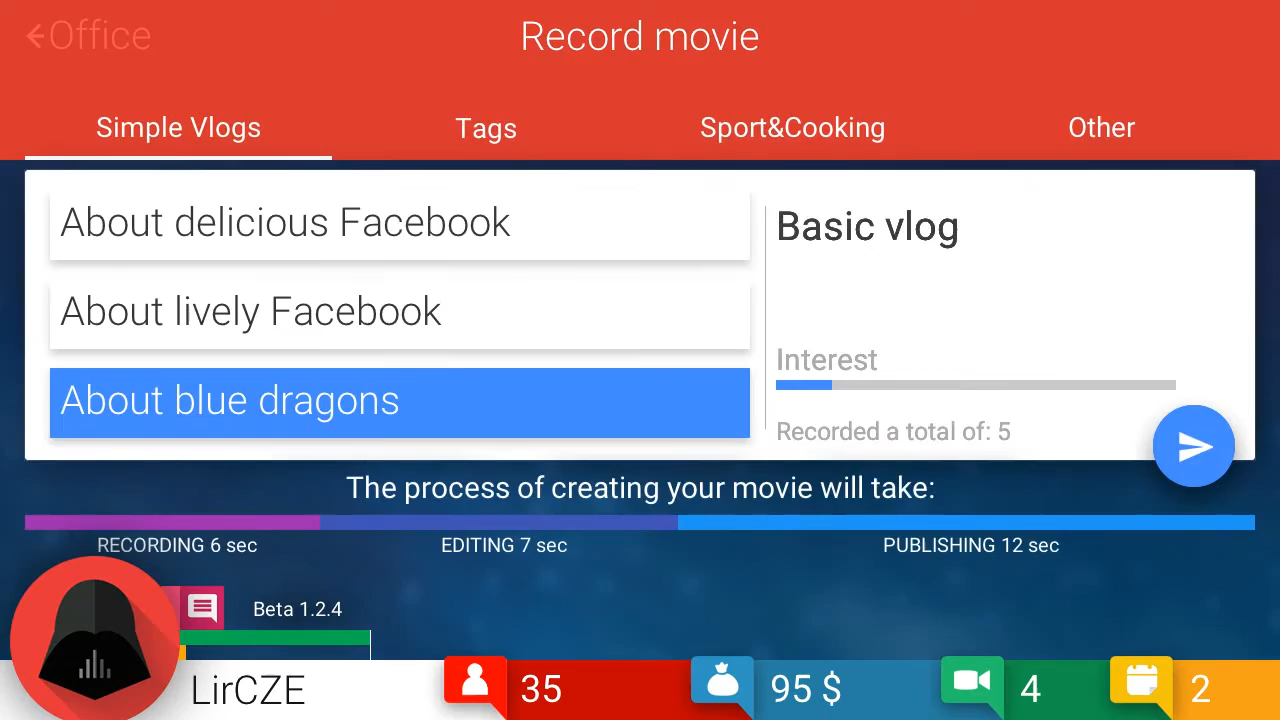 Office
Record movie
Simple Vlogs
Tags
Sport&Cooking
Other
About delicious Facebook
About lively Facebook
About blue dragons
Basic vlog
Interest
Recorded a total of: 5
The process of creating your movie will take:
RECORDING 6 sec
EDITING 7 sec
PUBLISHING 12 sec
Beta 1.2.4
LirCZE
35
95 $
4
2